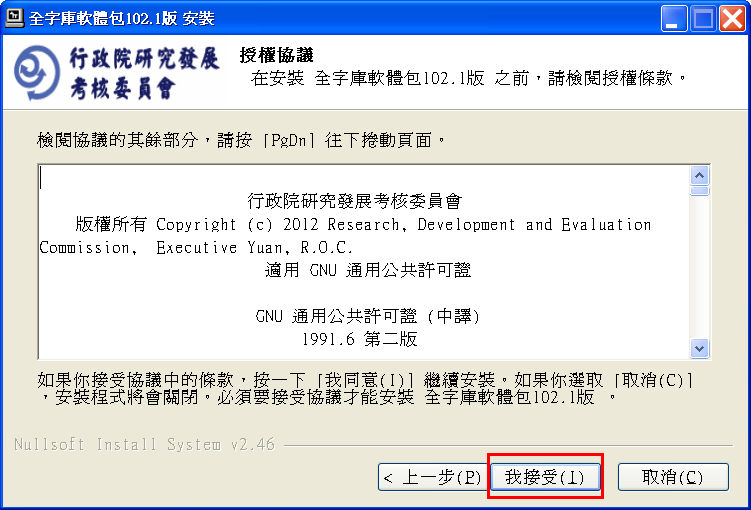 全字庫軟體包102.1版 安裝
行政院研究發展
考核委員會
授權協議
在安裝 全字庫軟體包102.1版 之前，請檢閱授權條款。
檢閱協議的其餘部分，請按 [PgDn] 往下捲動頁面。
行政院研究發展考核委員會
版權所有 Copyright (c) 2012 Research, Development and Evaluation
Commission,  Executive Yuan, R.O.C.
適用 GNU 通用公共許可證
GNU 通用公共許可證 (中譯)
1991.6 第二版
如果你接受協議中的條款，按一下 [我同意(I)] 繼續安裝。如果你選取 [取消(C)]
，安裝程式將會關閉。必須要接受協議才能安裝 全字庫軟體包102.1版 。
Nullsoft Install System v2.46
< 上一步(P) 我接受(I) 取消(C)